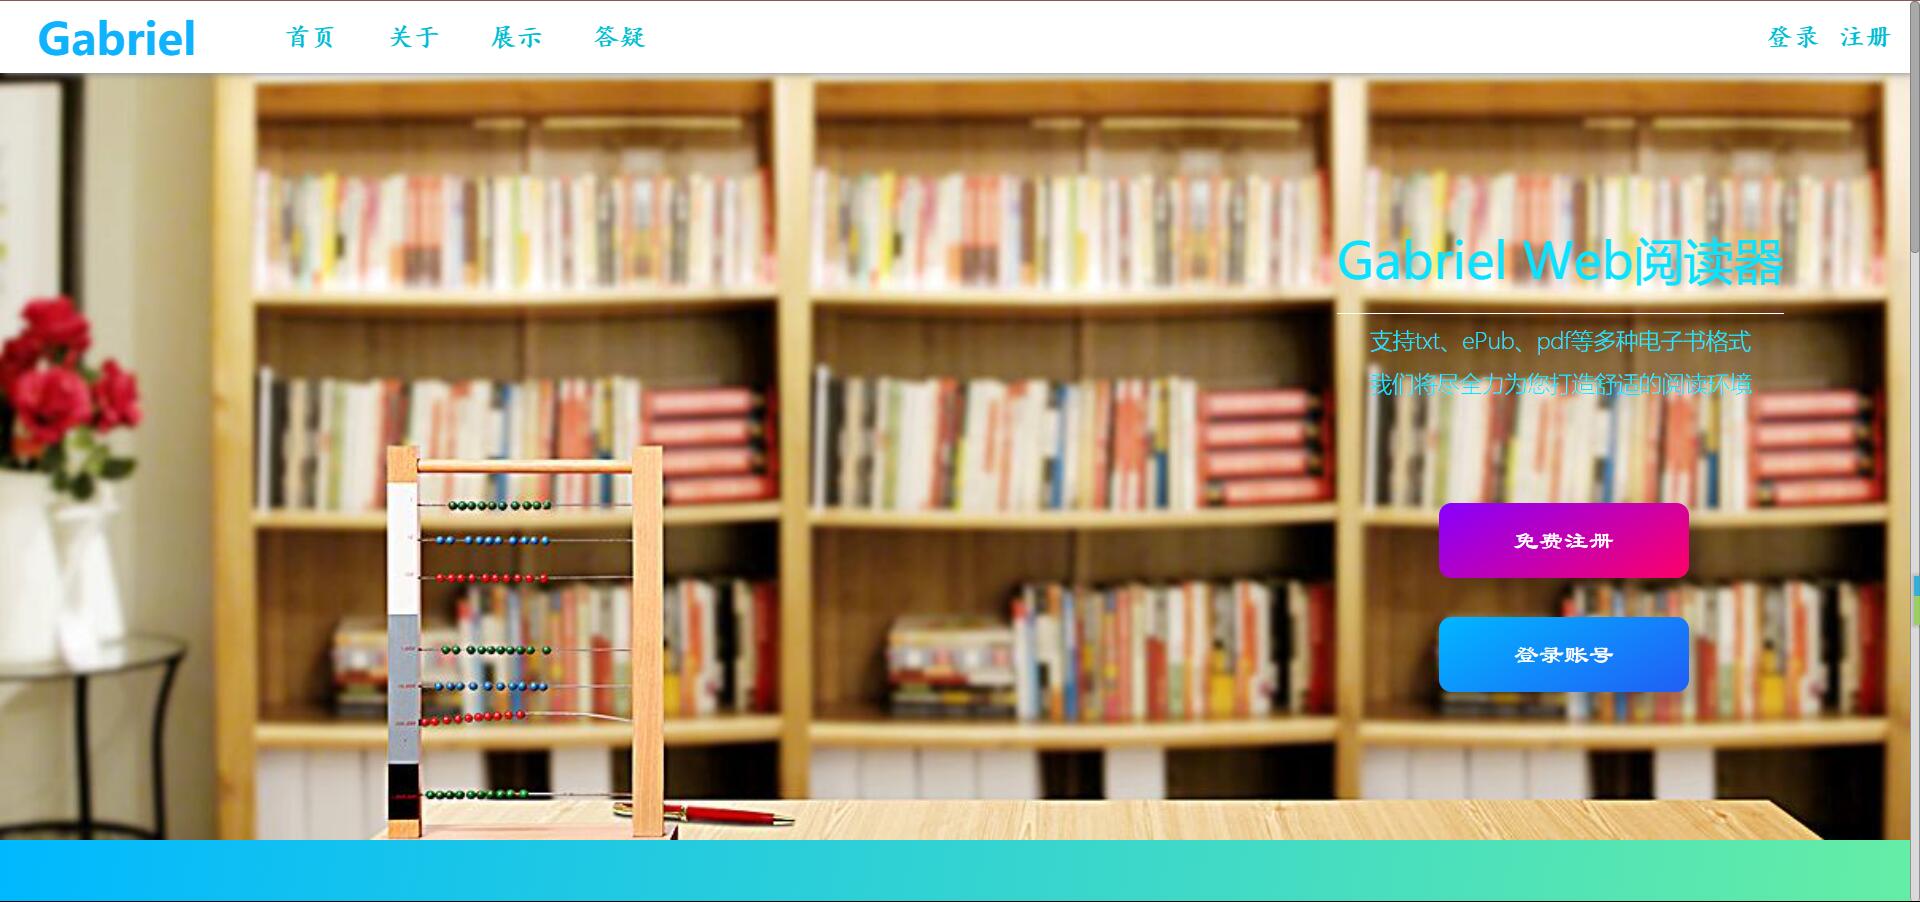 Gabriel
首页 关于 展示 答疑
登录 注册
Gabriel Web阅读器
支持txt、ePub、pdf等多种电子书格式
我们将尽全力为您打造舒适的阅读环境
免费注册
登录账号